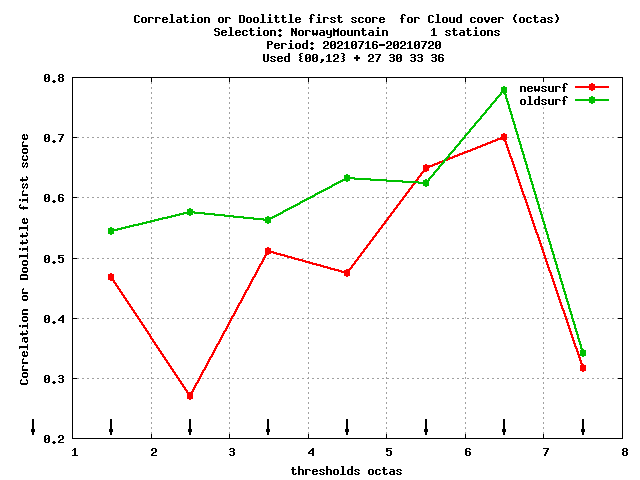 Correlation or Doolittle first score  for Cloud cover (octas)
Selection: NorwayMountain      1 stations
Period: 20210716-20210720
Used {00,12} + 27 30 33 36
newsurf
oldsurf
Correlation or Doolittle first score
0.8
0.7
0.6
0.5
0.4
0.3
0.2
1 2 3 4 5 6 7 8
thresholds octas